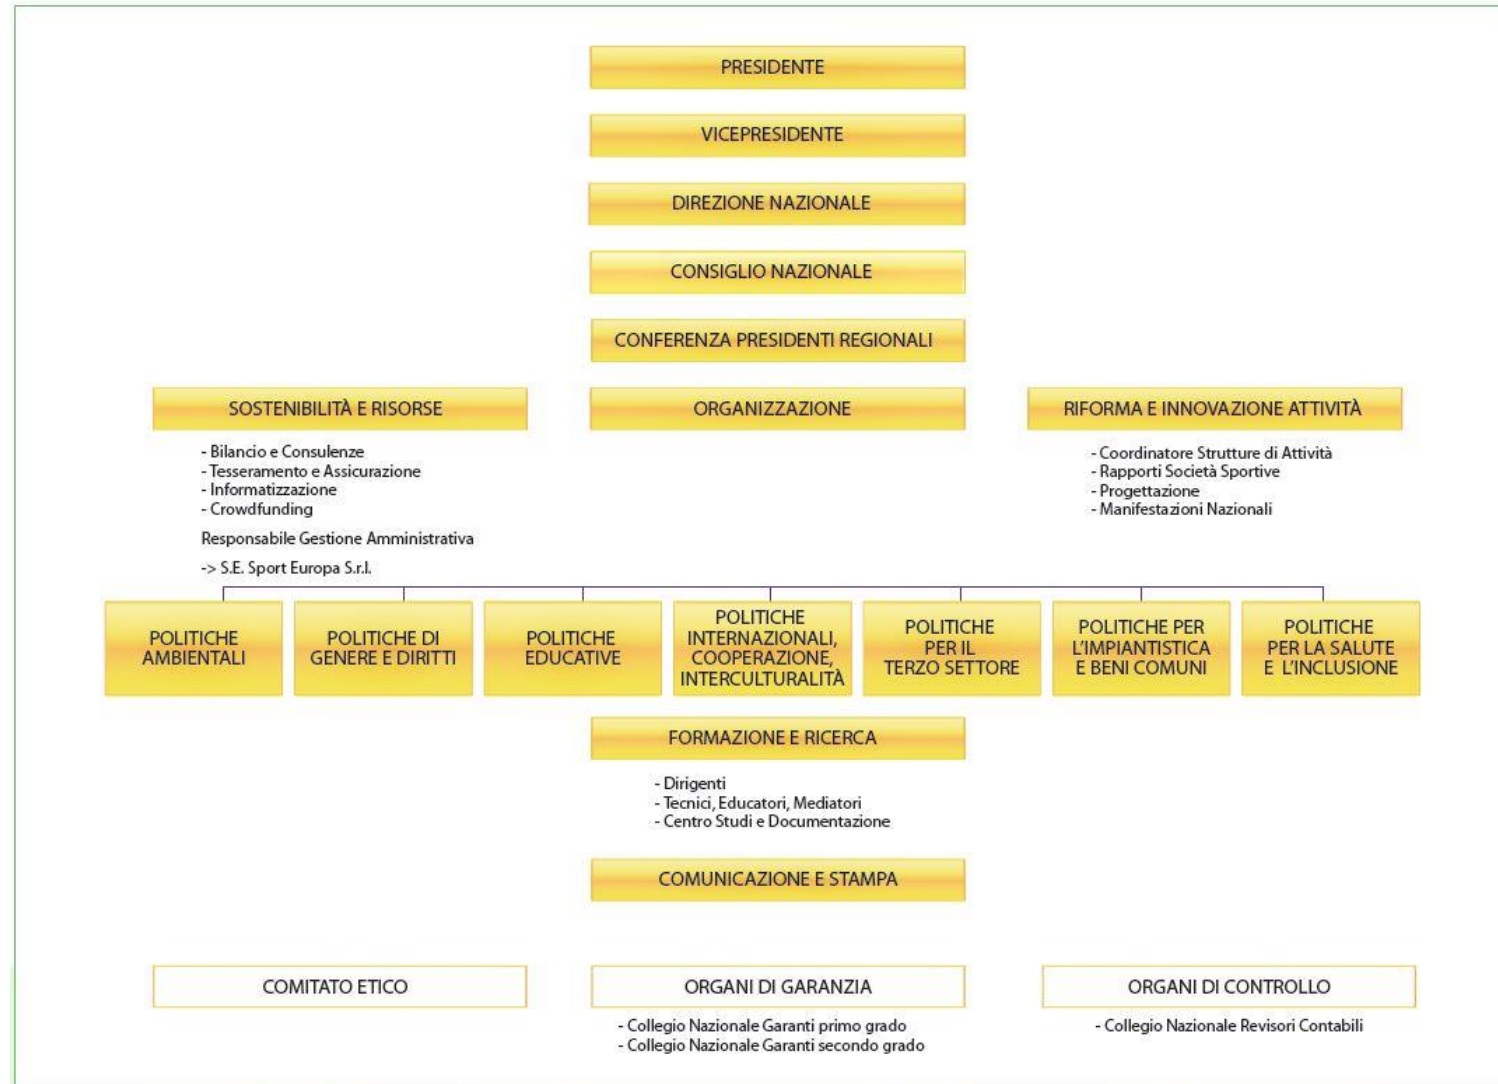 PRESIDENTE
VICEPRESIDENTE
DIREZIONE NAZIONALE
CONSIGLIO NAZIONALE
CONFERENZA PRESIDENTI REGIONALI
SOSTENIBILITÀ E RISORSE
- Bilancio e Consulenze
- Tesseramento e Assicurazione
- Informatizzazione
- Crowdfunding
Responsabile Gestione Amministrativa
-> S.E. Sport Europa S.r.l.
ORGANIZZAZIONE
RIFORMA E INNOVAZIONE ATTIVITÀ
- Coordinatore Strutture di Attività
- Rapporti Società Sportive
- Progettazione
- Manifestazioni Nazionali
POLITICHE
AMBIENTALI
POLITICHE DI
GENERE E DIRITTI
POLITICHE
EDUCATIVE
POLITICHE
INTERNAZIONALI,
COOPERAZIONE,
INTERCULTURALITÀ
POLITICHE
PER IL
TERZO SETTORE
POLITICHE PER
L'IMPIANTISTICA
E BENI COMUNI
POLITICHE
PER LA SALUTE
E L'INCLUSIONE
FORMAZIONE E RICERCA
- Dirigenti
- Tecnici, Educatori, Mediatori
- Centro Studi e Documentazione
COMUNICAZIONE E STAMPA
COMITATO ETICO
ORGANI DI GARANZIA
- Collegio Nazionale Garanti primo grado
- Collegio Nazionale Garanti secondo grado
ORGANI DI CONTROLLO
- Collegio Nazionale Revisori Contabili